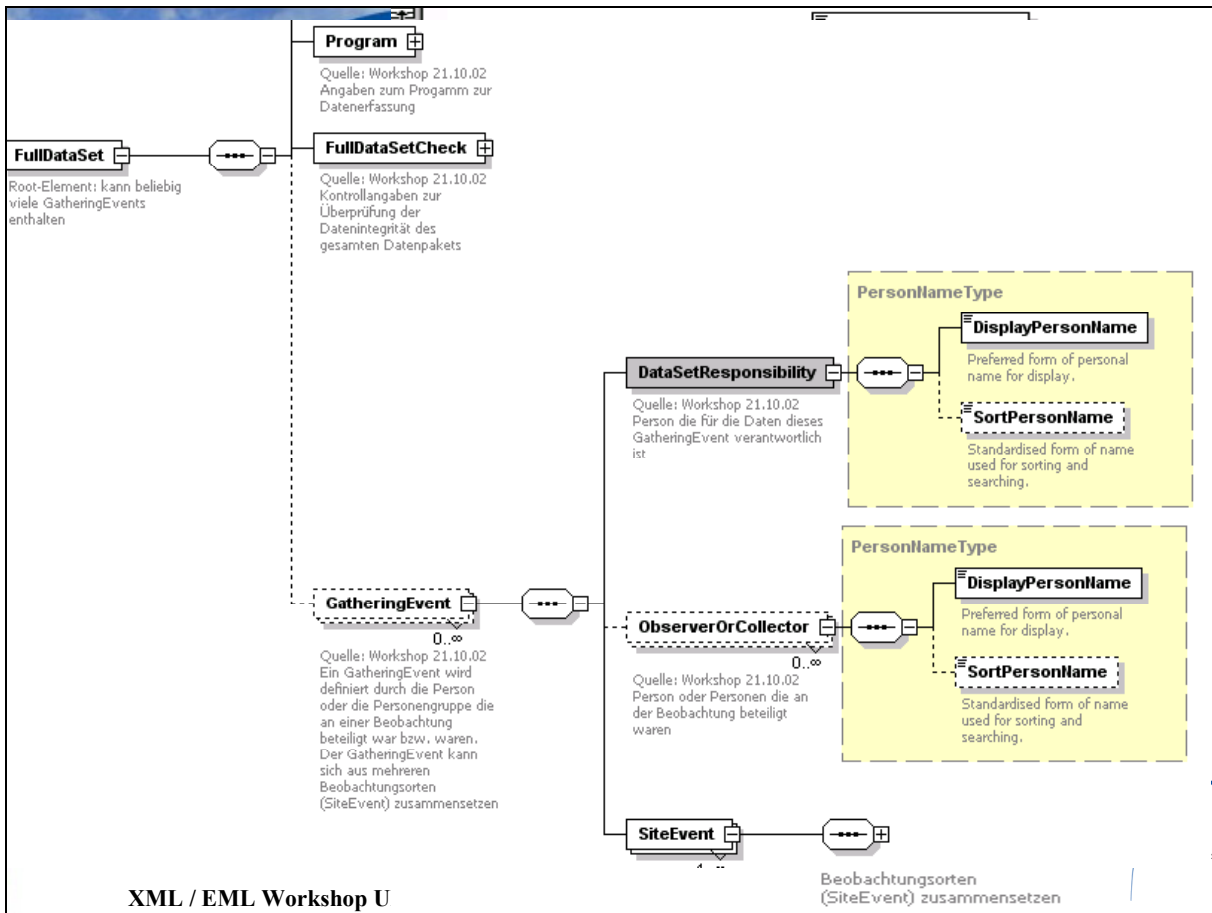 Program
Quelle: Workshop 21.10.02
Angaben zum Progamm zur
Datenerfassung
FullDataSet
Root-Element: kann beliebig
viele GatheringEvents
enthalten
FullDataSetCheck
Quelle: Workshop 21.10.02
Kontrollangaben zur
Überprüfung der
Datenintegrität des
gesamten Datenpakets
PersonNameType
DisplayPersonName
Preferred form of personal
name for display.
DataSetResponsibility
Quelle: Workshop 21.10.02
Person die für die Daten dieses
GatheringEvent verantwortlich
ist
SortPersonName
Standardised form of name
used for sorting and
searching.
PersonNameType
DisplayPersonName
Preferred form of personal
name for display.
GatheringEvent
0..∞
Quelle: Workshop 21.10.02
Ein GatheringEvent wird
definiert durch die Person
oder die Personengruppe die
an einer Beobachtung
beteiligt war bzw. waren.
Der GatheringEvent kann
sich aus mehreren
Beobachtungsorten
(SiteEvent) zusammensetzen
ObserverOrCollector
0..∞
Quelle: Workshop 21.10.02
Person oder Personen die an
der Beobachtung beteiligt
waren
SortPersonName
Standardised form of name
used for sorting and
searching.
SiteEvent
Beobachtungsorten
(SiteEvent) zusammensetzen
XML / EML Workshop U